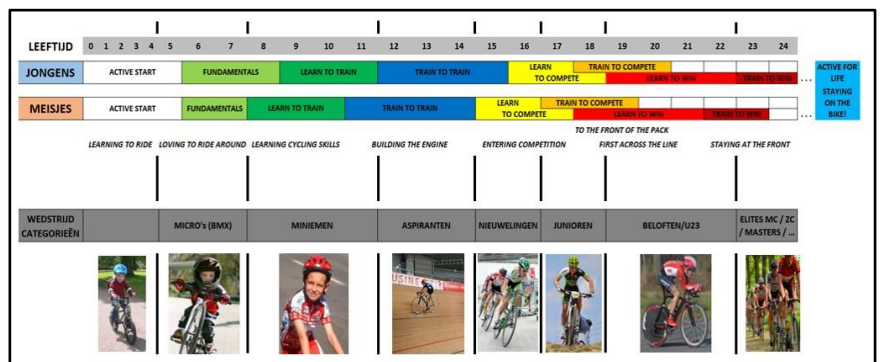 LEEFTIJD 0 1 2 3 4 5 6 7 8 9 10 11 12 13 14 15 16 17 18 19 20 21 22 23 24
JONGENS ACTIVE START FUNDAMENTALS LEARN TO TRAIN TRAIN TO TRAIN LEARN TO COMPETE TRAIN TO COMPETE LEARN TO WIN TRAIN TO WIN ...
MEISJES ACTIVE START FUNDAMENTALS LEARN TO TRAIN TRAIN TO TRAIN LEARN TO COMPETE TRAIN TO COMPETE LEARN TO WIN TRAIN TO WIN ...
ACTIVE FOR
LIFE
STAYING
ON THE
BIKE!
TO THE FRONT OF THE PACK
LEARNING TO RIDE LOVING TO RIDE AROUND LEARNING CYCLING SKILLS BUILDING THE ENGINE ENTERING COMPETITION FIRST ACROSS THE LINE STAYING AT THE FRONT
WEDSTRIJD
CATEGORIEËN
MICRO's (BMX) MINIEMEN ASPIRANTEN NIEUWELINGEN JUNIOREN BELOFTEN/U23
ELITES MC / ZC
/ MASTERS / ...